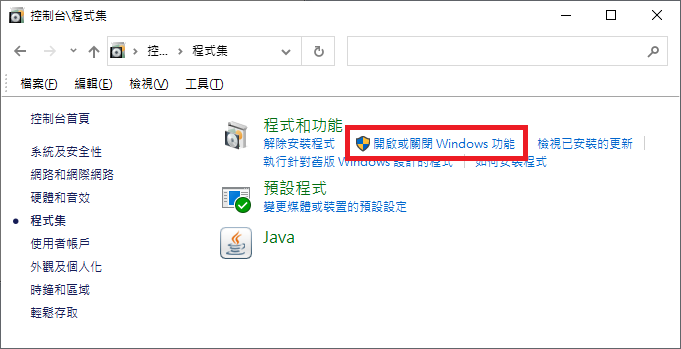 控制台\程式集
控... 程式集
檔案(F) 編輯(E) 檢視(V) 工具(T)
控制台首頁
系統及安全性
網路和網際網路
硬體和音效
程式集
使用者帳戶
外觀及個人化
時鐘和區域
輕鬆存取
程式和功能
解除安裝程式 開啟或關閉 Windows 功能 檢視已安裝的更新
執行針對舊版 Windows 設計的程式 如何安裝程式
預設程式
變更媒體或裝置的預設設定
Java